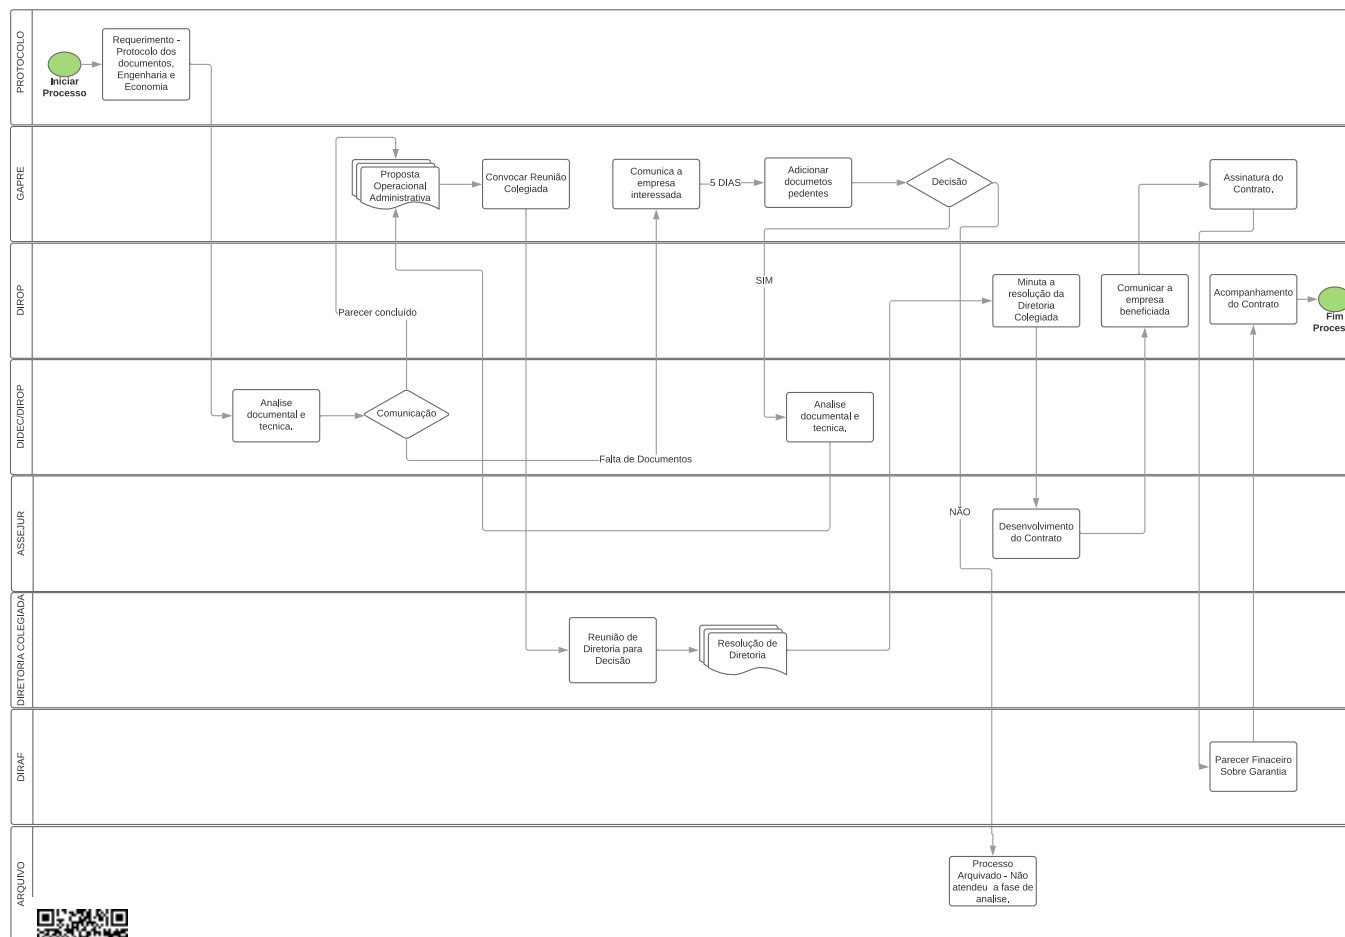 PROTOCOLO
Iniciar
Processo
Requerimento -
Protocolo dos
documentos,
Engenharia e
Economia
GAPRE
Proposta
Operacional
Administrativa
Convocar Reunião
Colegiada
Comunica a
empresa
interessada
5 DIAS
Adicionar
documetos
pedentes
Decisão
Assinatura do
Contrato.
DIROP
Parecer concluído
SIM
Minuta a
resolução da
Diretoria
Colegiada
Comunicar a
empresa
beneficiada
Acompanhamento
do Contrato
Fim
DIDEC/DIROP
Analise
documental e
tecnica.
Comunicação
Falta de Documentos
Analise
documental e
tecnica.
ASSEJUR
NÃO
Desenvolvimento
do Contrato
DIRETORIA COLEGIADA
Reunião de
Diretoria para
Decisão
Resolução de
Diretoria
DIRAF
Parecer Finaceiro
Sobre Garantia
ARQUIVO
Processo
Arquivado - Não
atendeu a fase de
analise.